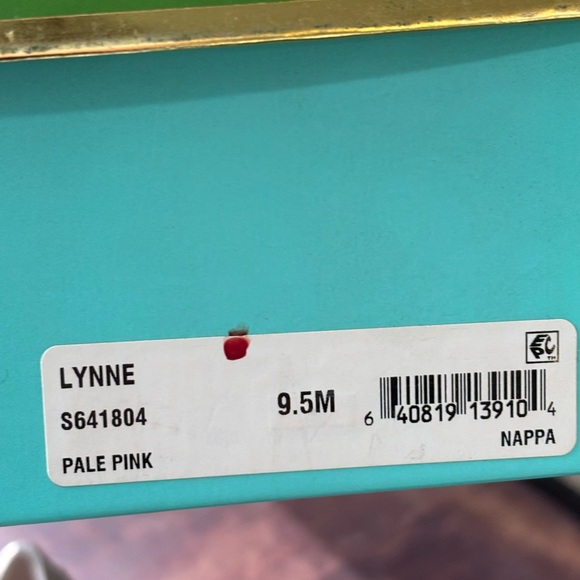 LYNNE
S641804
9.5M
6 40819 13910 4
PALE PINK
NAPPA